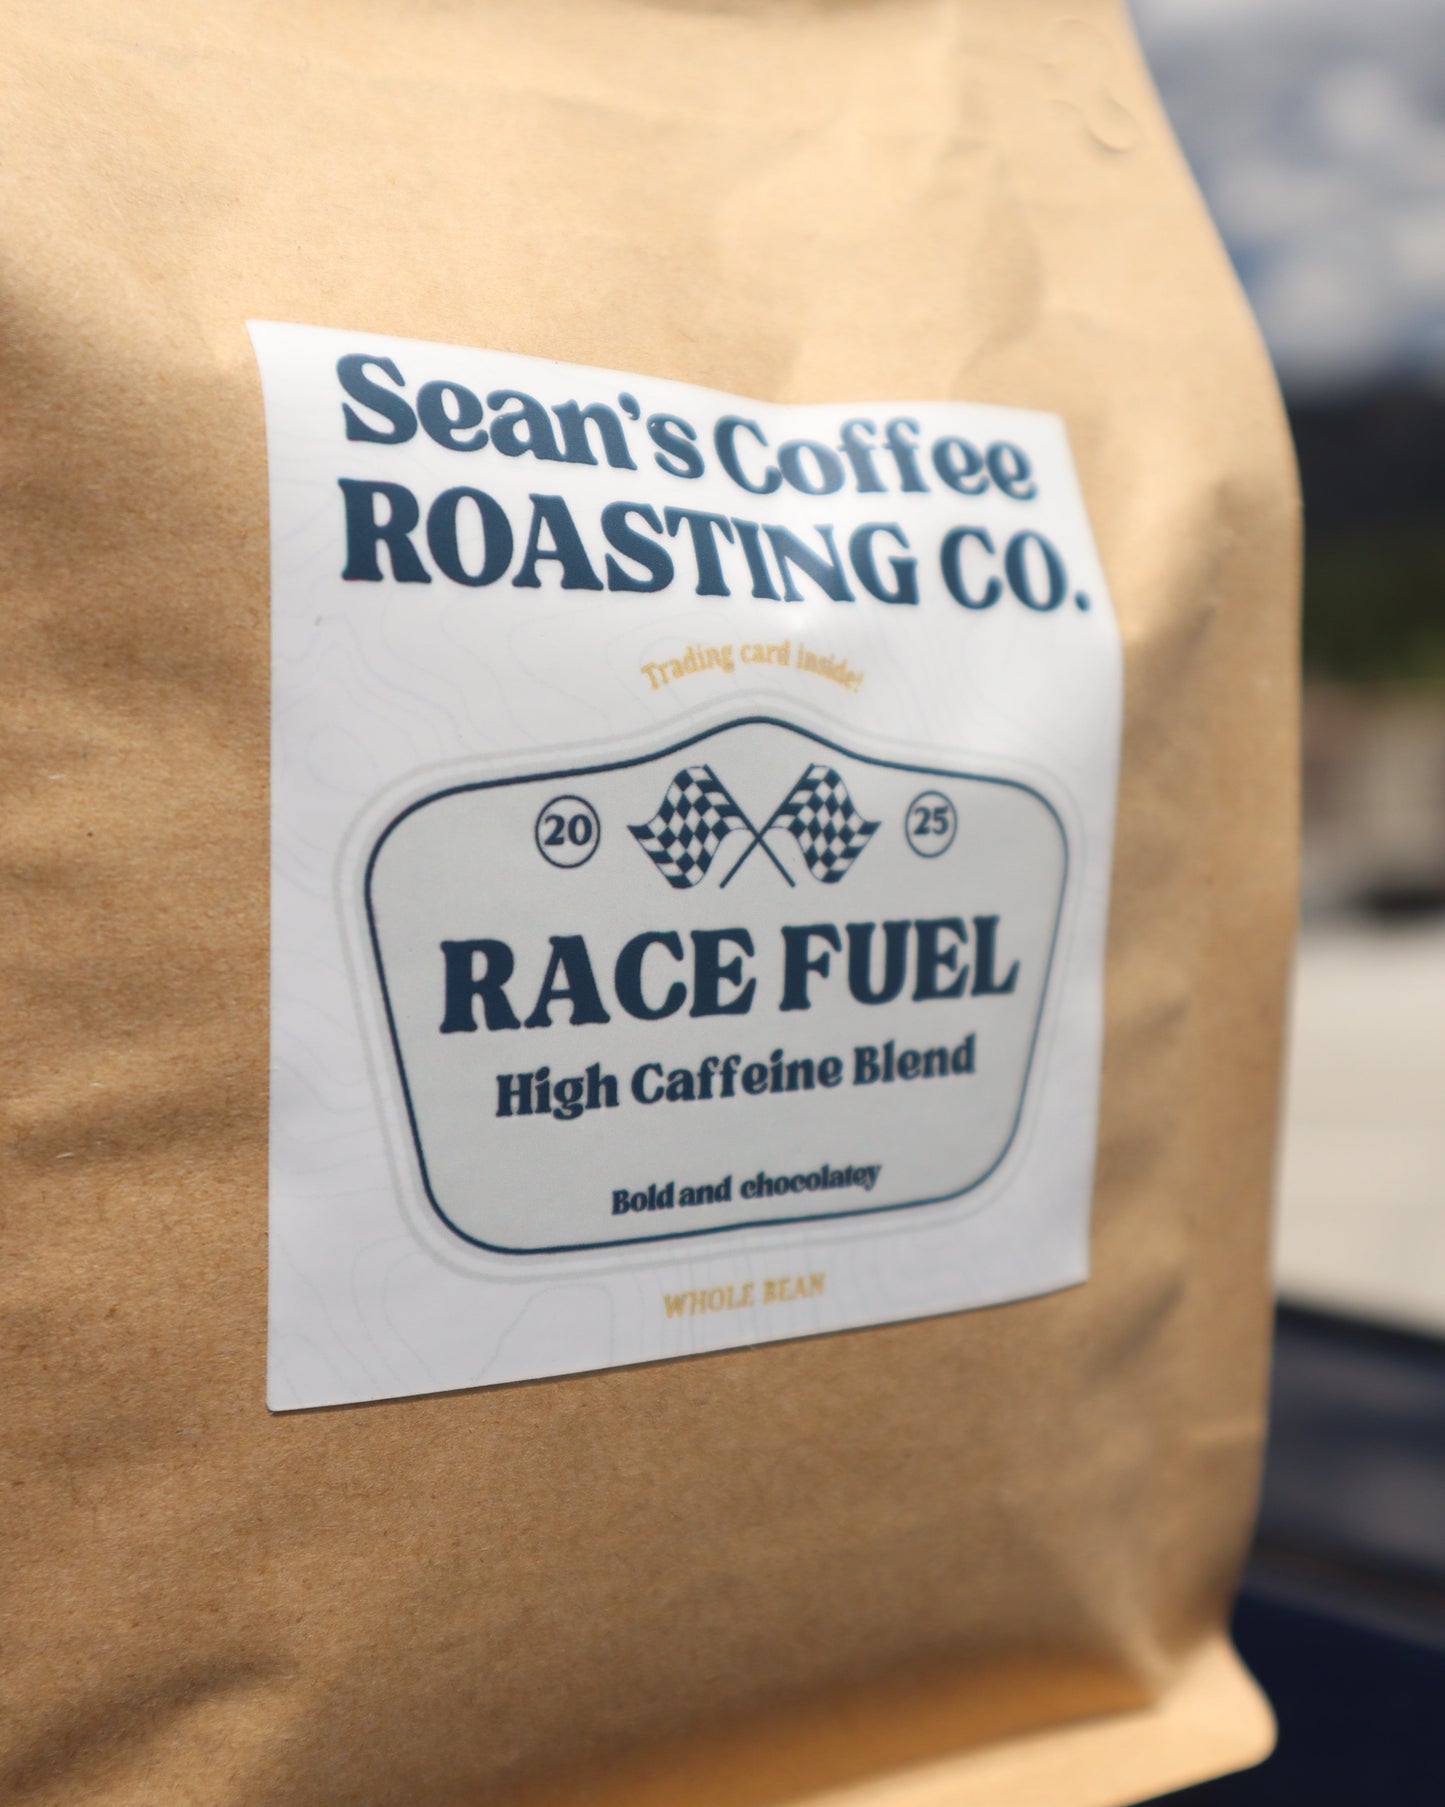 Sean's Coffee
ROASTING CO.
Trading card inside!
20 25
RACE FUEL
High Caffeine Blend
Bold and chocolatey
WHOLE BEAN